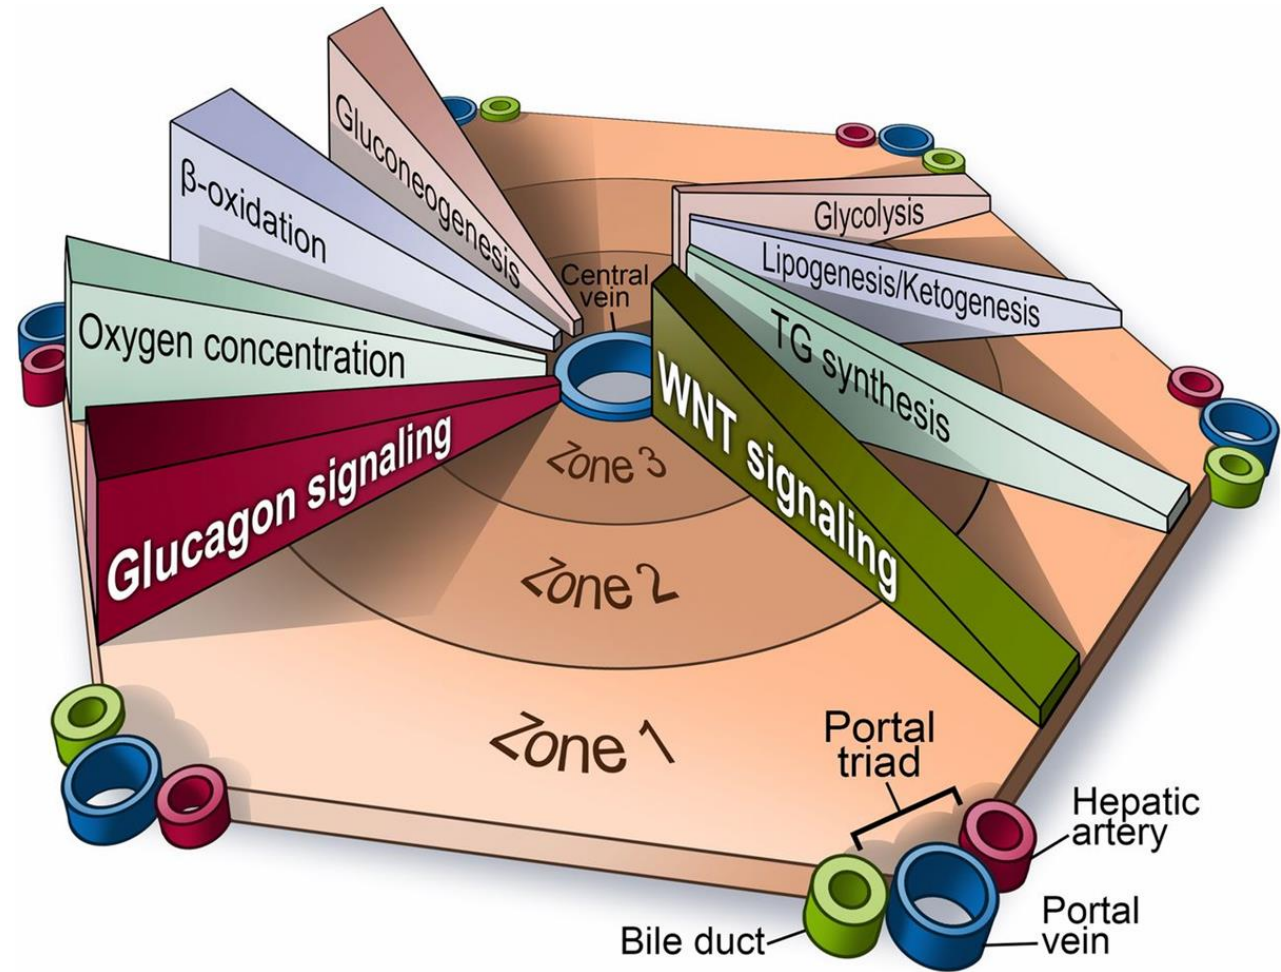 Gluconeogenesis
β-oxidation
Oxygen concentration
Glucagon signaling
Central
vein
Glycolysis
Lipogenesis/Ketogenesis
TG synthesis
WNT signaling
Zone 3
Zone 2
Zone 1
Portal
triad
Hepatic
artery
Portal
vein
Bile duct